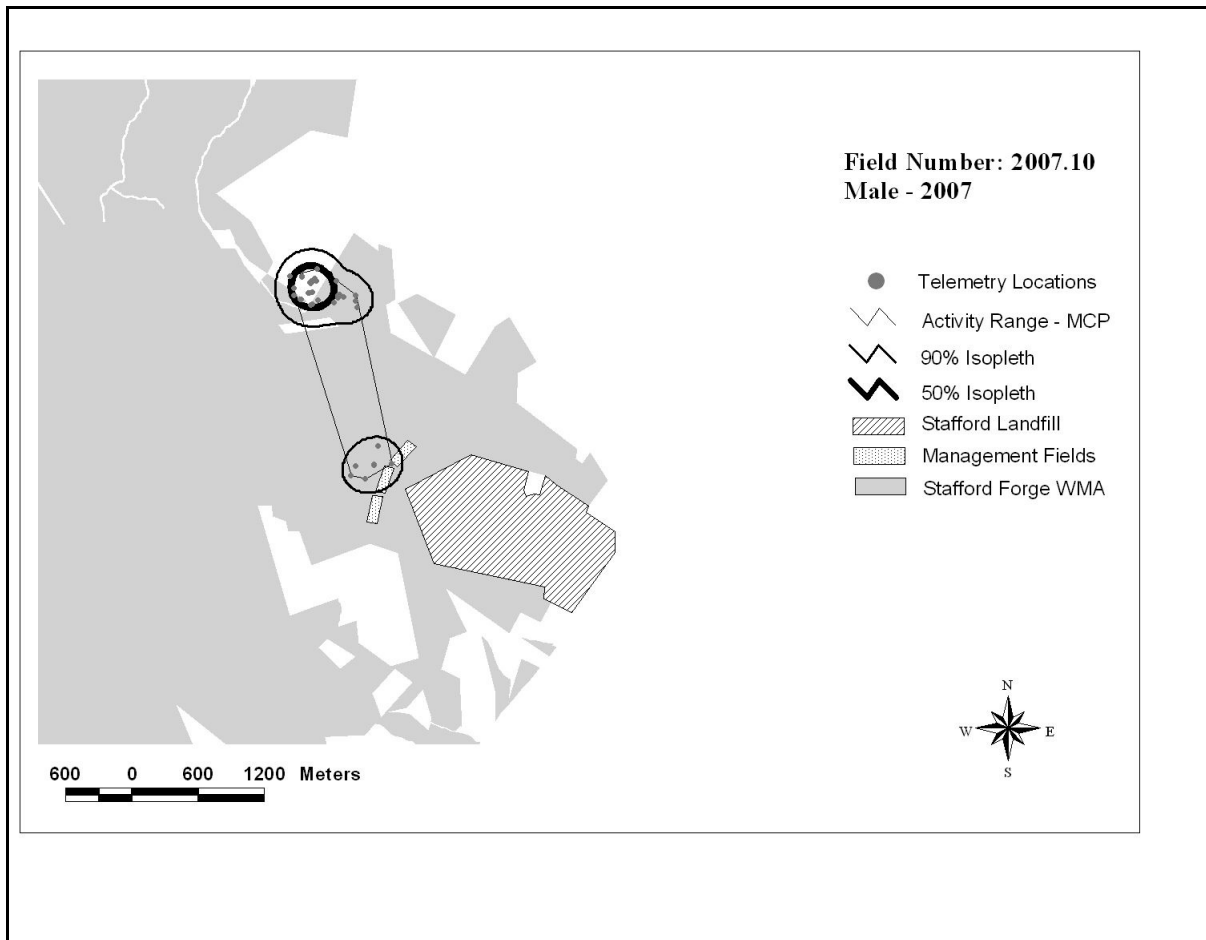 Field Number: 2007.10
Male - 2007
Telemetry Locations
Activity Range - MCP
90% Isopleth
50% Isopleth
Stafford Landfill
Management Fields
Stafford Forge WMA
N
W E
S
600 0 600 1200 Meters